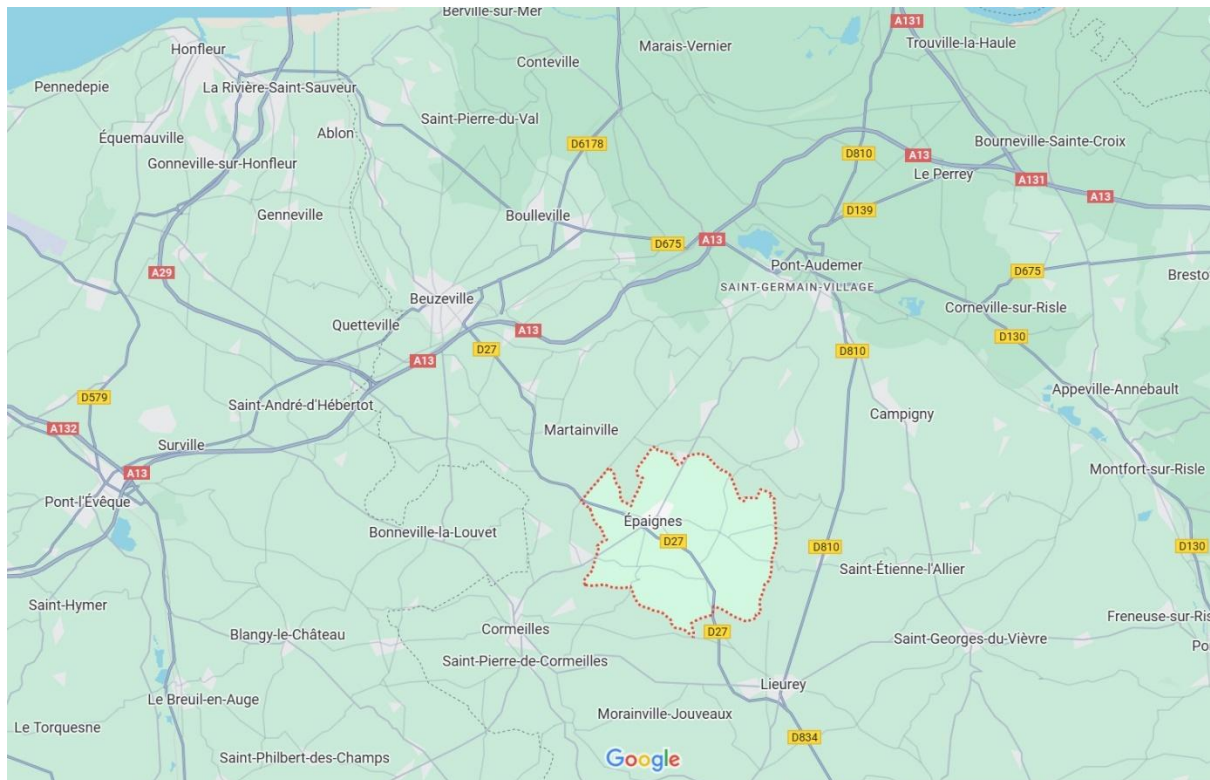 Berville-sur-Mer
A131
Honfleur
Marais-Vernier
Trouville-la-Haule
Conteville
Pennedepie
La Rivière-Saint-Sauveur
Saint-Pierre-du-Val
Équemauville
Ablon
D6178
Bourneville-Sainte-Croix
Gonneville-sur-Honfleur
D810
A13
Le Perrey
A131
A13
Genneville
Boulleville
D139
D675
A13
Pont-Audemer
A29
D675
Bresto
SAINT-GERMAIN-VILLAGE
Beuzeville
Corneville-sur-Risle
Quetteville
A13
D130
D27
D810
A13
Appeville-Annebault
D579
Saint-André-d'Hébertot
Campigny
A132
Martainville
Surville
A13
Montfort-sur-Risle
Pont-l'Évêque
Épaignes
Bonneville-la-Louvet
D27
D810
D130
Saint-Étienne-l'Allier
Saint-Hymer
Freneuse-sur-Ris
Blangy-le-Château
Cormeilles
D27
Saint-Georges-du-Vièvre
Po
Saint-Pierre-de-Cormeilles
Lieurey
Le Breuil-en-Auge
Morainville-Jouveaux
Le Torquesne
D834
Saint-Philbert-des-Champs
Google